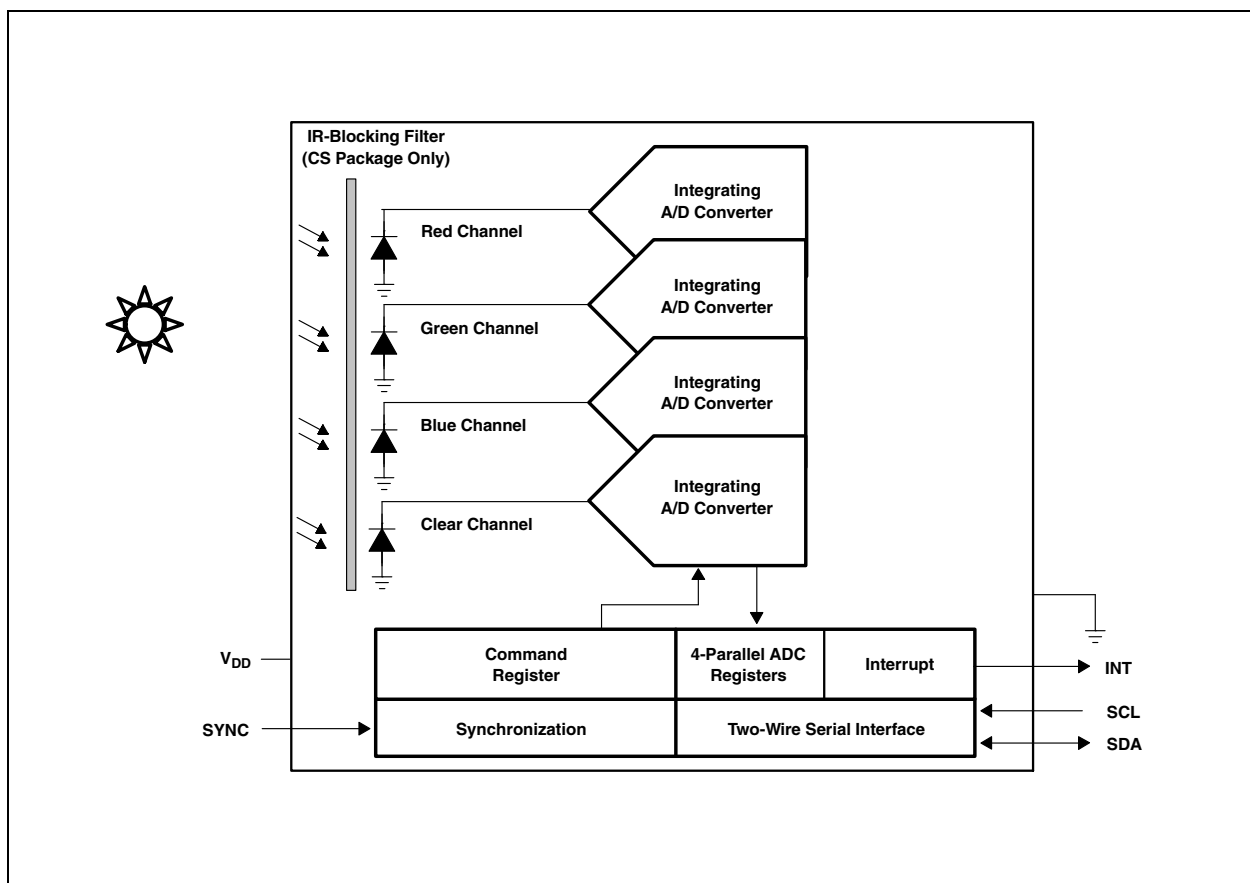 IR-Blocking Filter
(CS Package Only)
Integrating
A/D Converter
Red Channel
Integrating
A/D Converter
Green Channel
Integrating
A/D Converter
Blue Channel
Integrating
A/D Converter
Clear Channel
VDD
Command
Register
4-Parallel ADC
Registers
Interrupt
INT
SYNC
Synchronization
Two-Wire Serial Interface
SCL
SDA